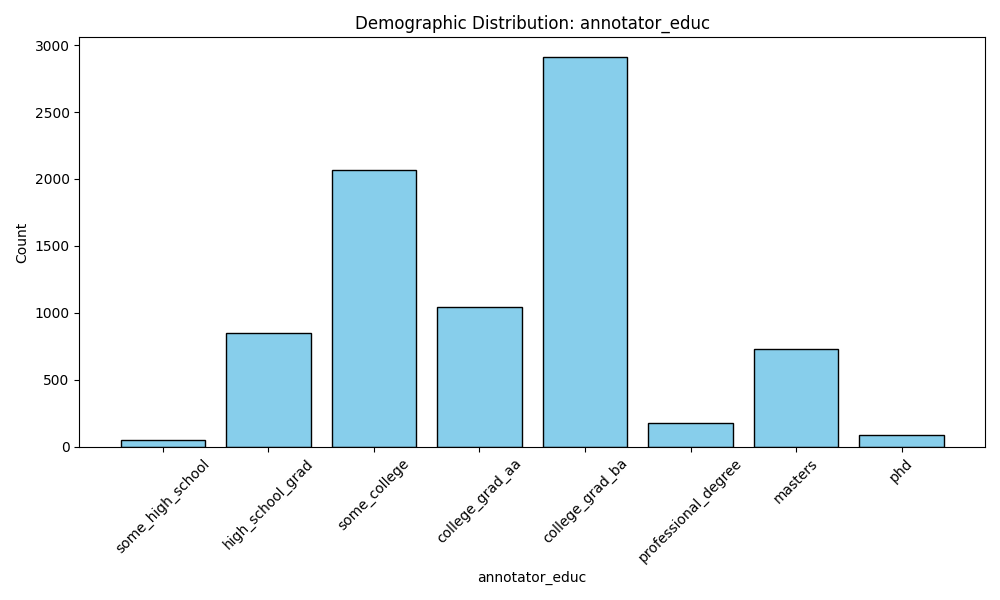 Demographic Distribution: annotator_educ
3000
2500
2000
1500
1000
500
0
Count
some_high_school
high_school_grad
some_college
college_grad_aa
college_grad_ba
professional_degree
masters
phd
annotator_educ